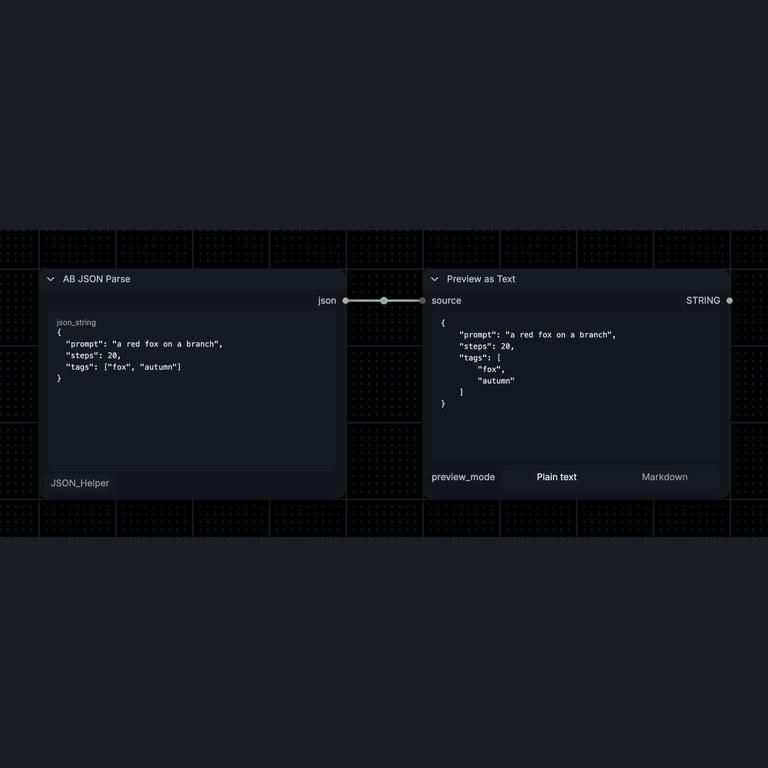 AB JSON Parse
json
json_string
{
  "prompt": "a red fox on a branch",
  "steps": 20,
  "tags": ["fox", "autumn"]
}
JSON_Helper
Preview as Text
source STRING
{
    "prompt": "a red fox on a branch",
    "steps": 20,
    "tags": [
        "fox",
        "autumn"
    ]
}
preview_mode Plain text Markdown